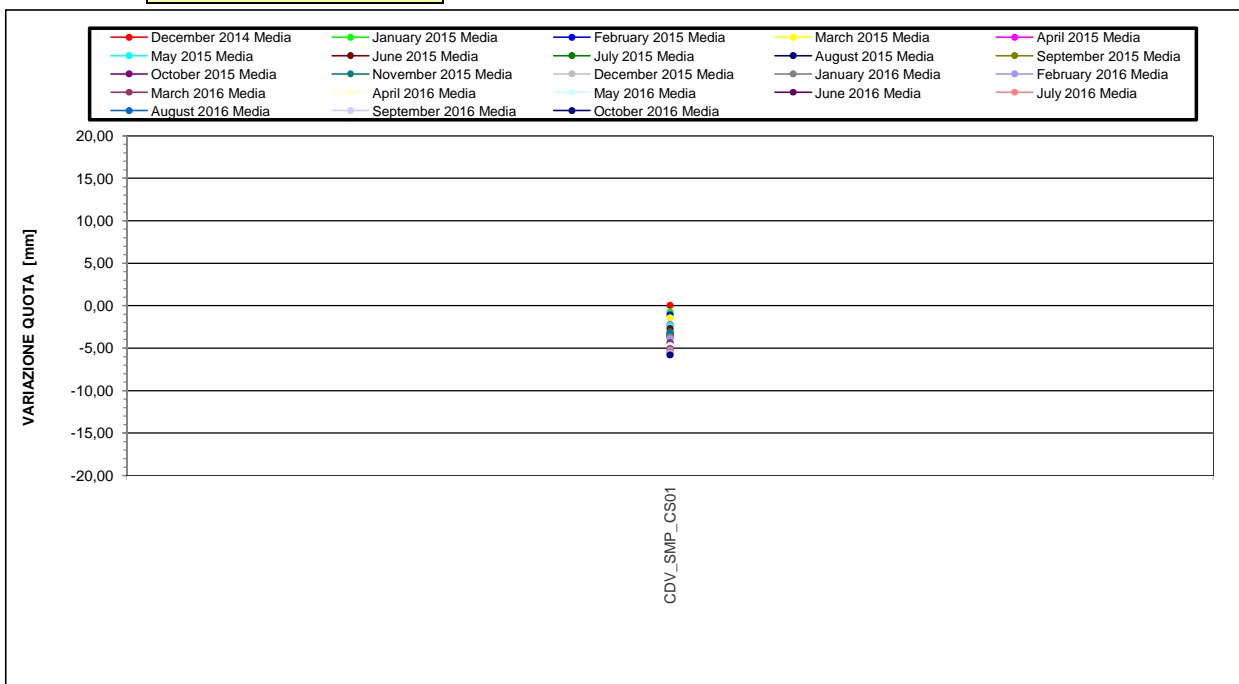 December 2014 Media January 2015 Media February 2015 Media March 2015 Media April 2015 Media
May 2015 Media June 2015 Media July 2015 Media August 2015 Media September 2015 Media
October 2015 Media November 2015 Media December 2015 Media January 2016 Media February 2016 Media
March 2016 Media April 2016 Media May 2016 Media June 2016 Media July 2016 Media
August 2016 Media September 2016 Media October 2016 Media
VARIAZIONE QUOTA [mm]
20,00
15,00
10,00
5,00
0,00
-5,00
-10,00
-15,00
-20,00
CDV_SMP_CS01